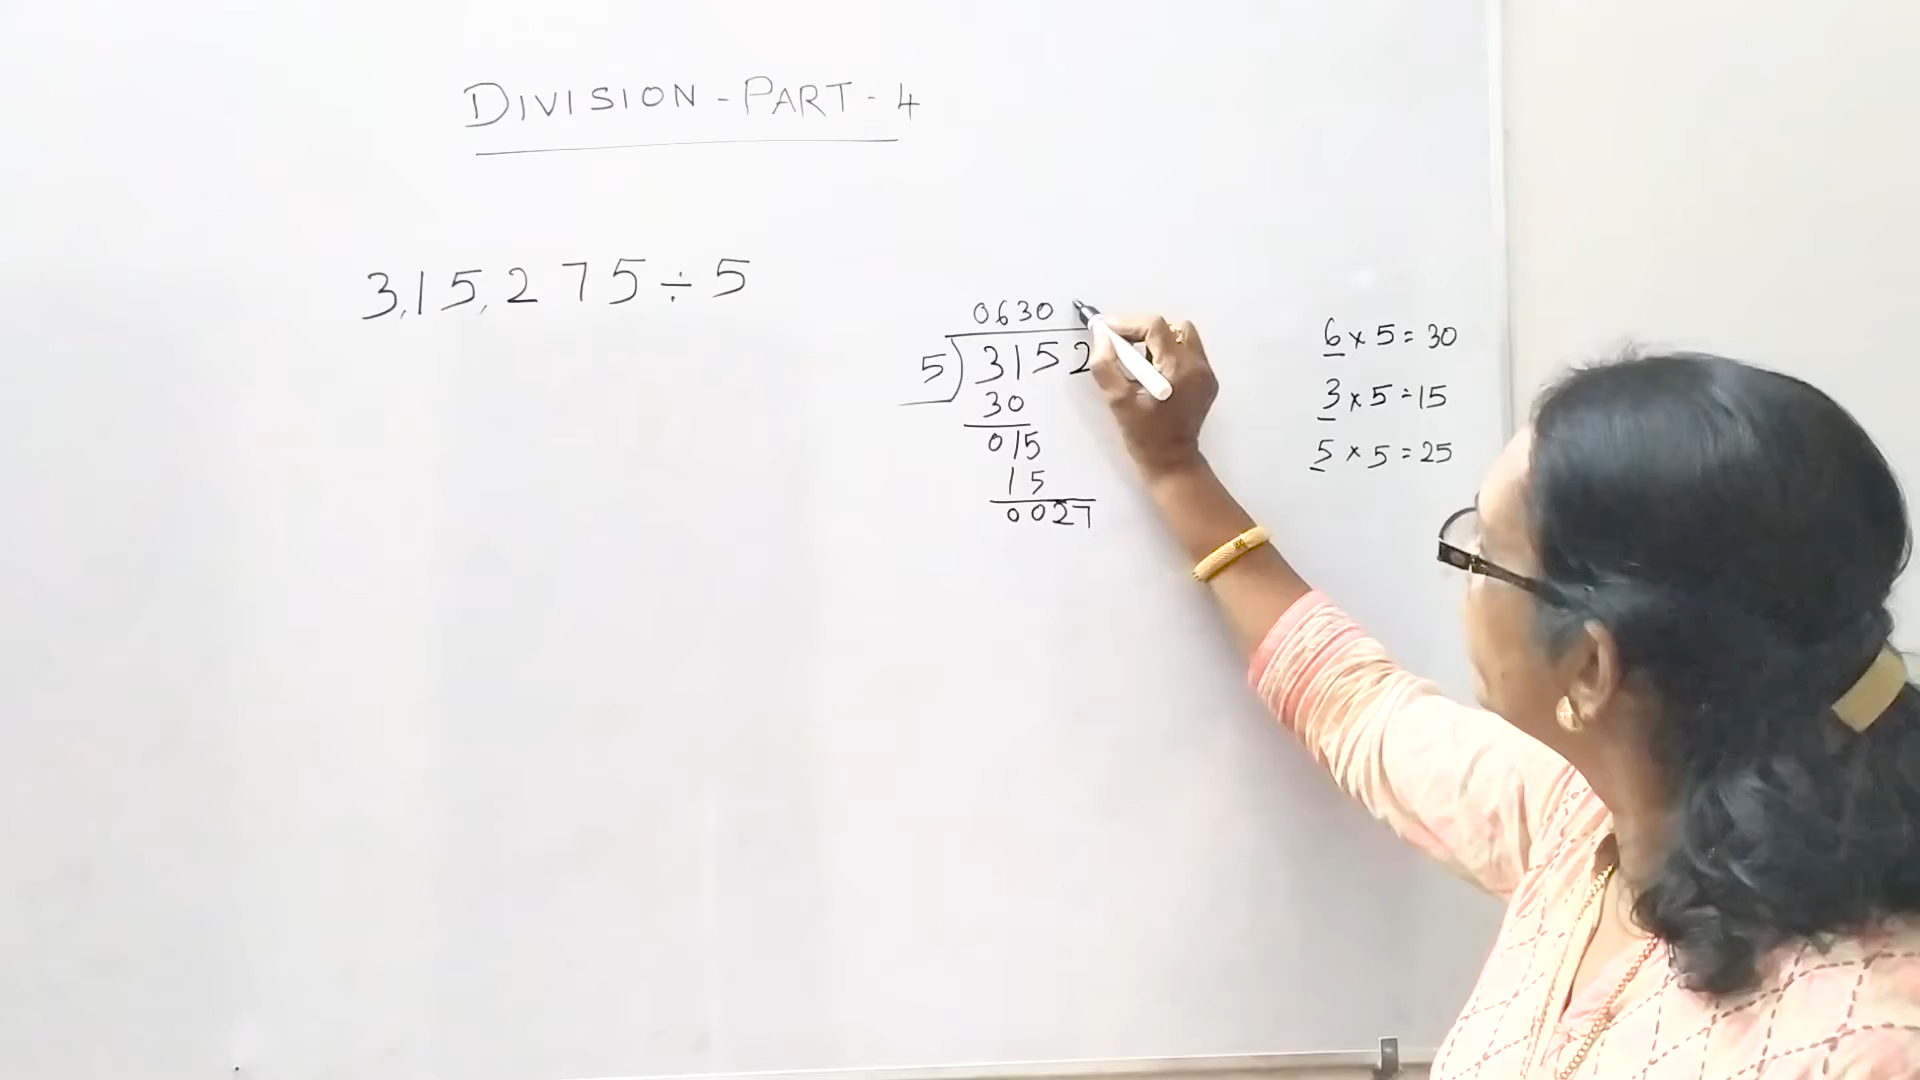 DIVISION - PART - 4
3,15,275 ÷ 5
0630
5) 3152
30
015
15
0027
6 x 5 = 30
3 x 5 = 15
5 x 5 = 25